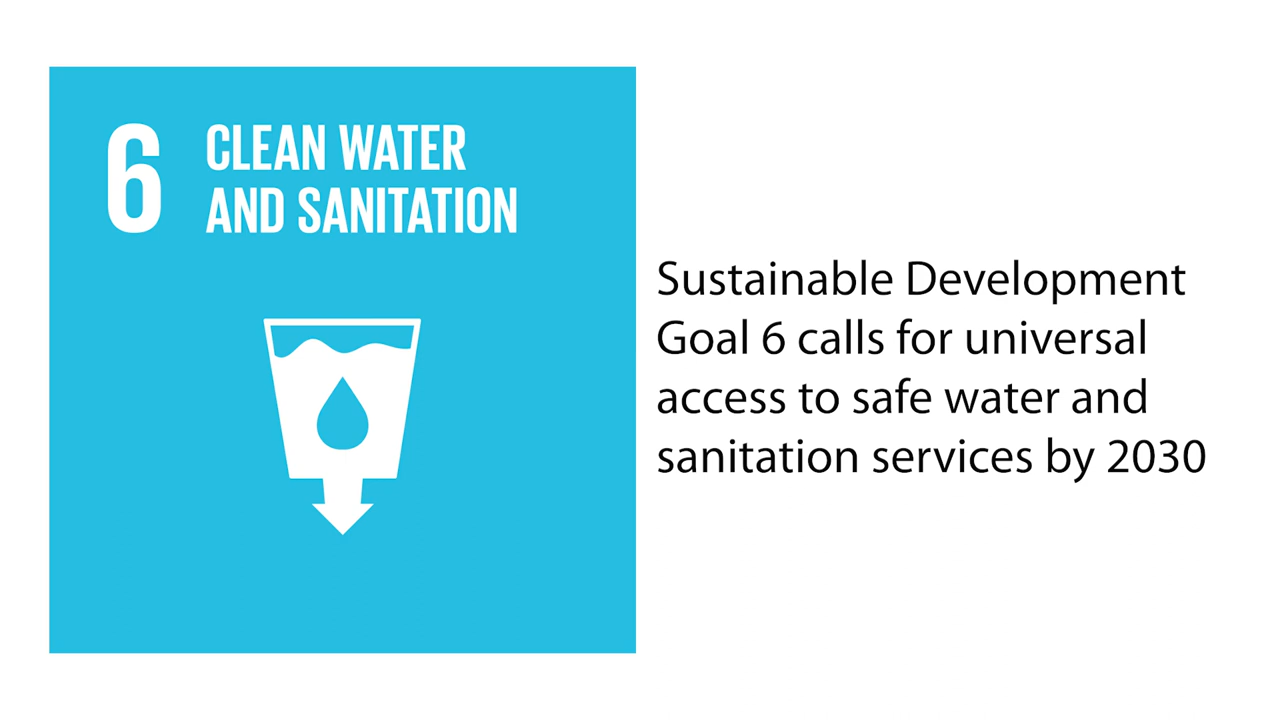 6
CLEAN WATER
AND SANITATION
Sustainable Development
Goal 6 calls for universal
access to safe water and
sanitation services by 2030